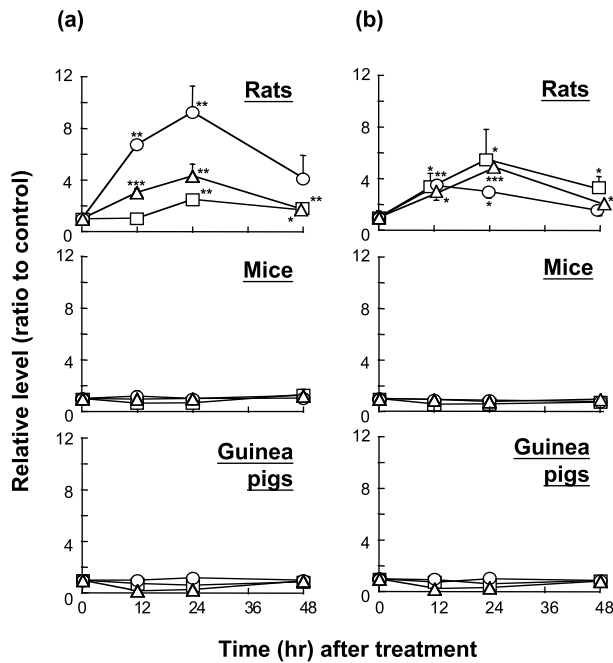 (a)
(b)
Relative level (ratio to control)
12
8
4
0
Rats
**
**
***
**
**
**
*
12
8
4
0
Rats
*
**
*
*
***
*
*
*
12
8
4
0
Mice
12
8
4
0
Mice
12
8
4
0
Guinea
pigs
12
8
4
0
Guinea
pigs
0 12 24 36 48
0 12 24 36 48
Time (hr) after treatment